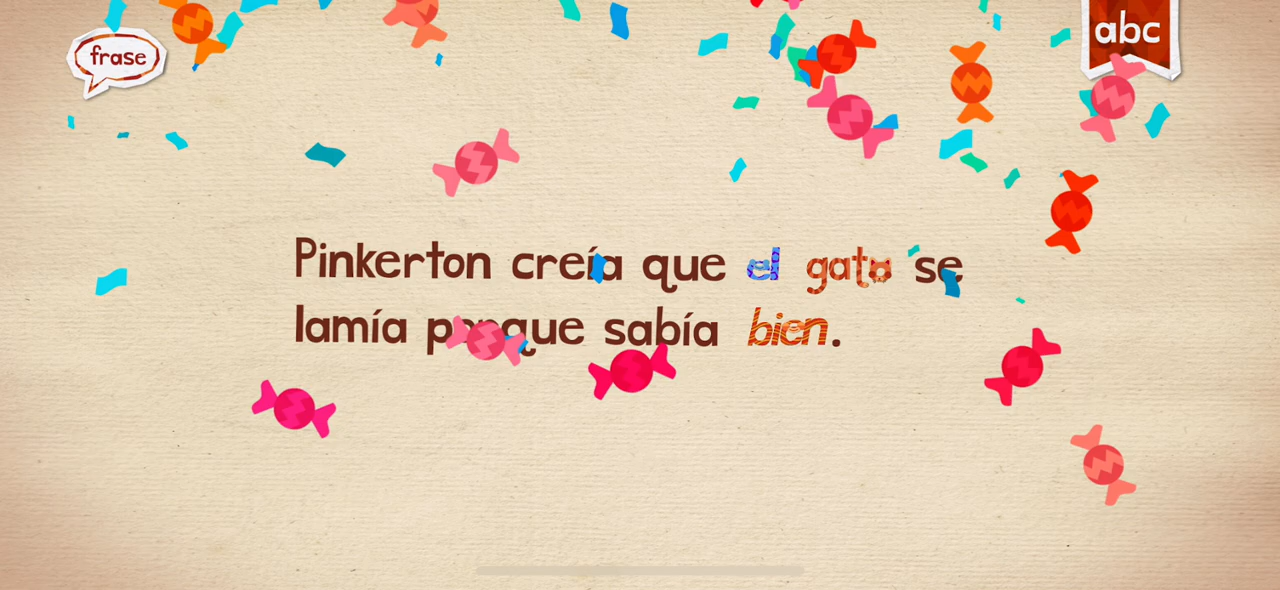 frase
abc
Pinkerton creía que el gato se
lamía porque sabía bien.